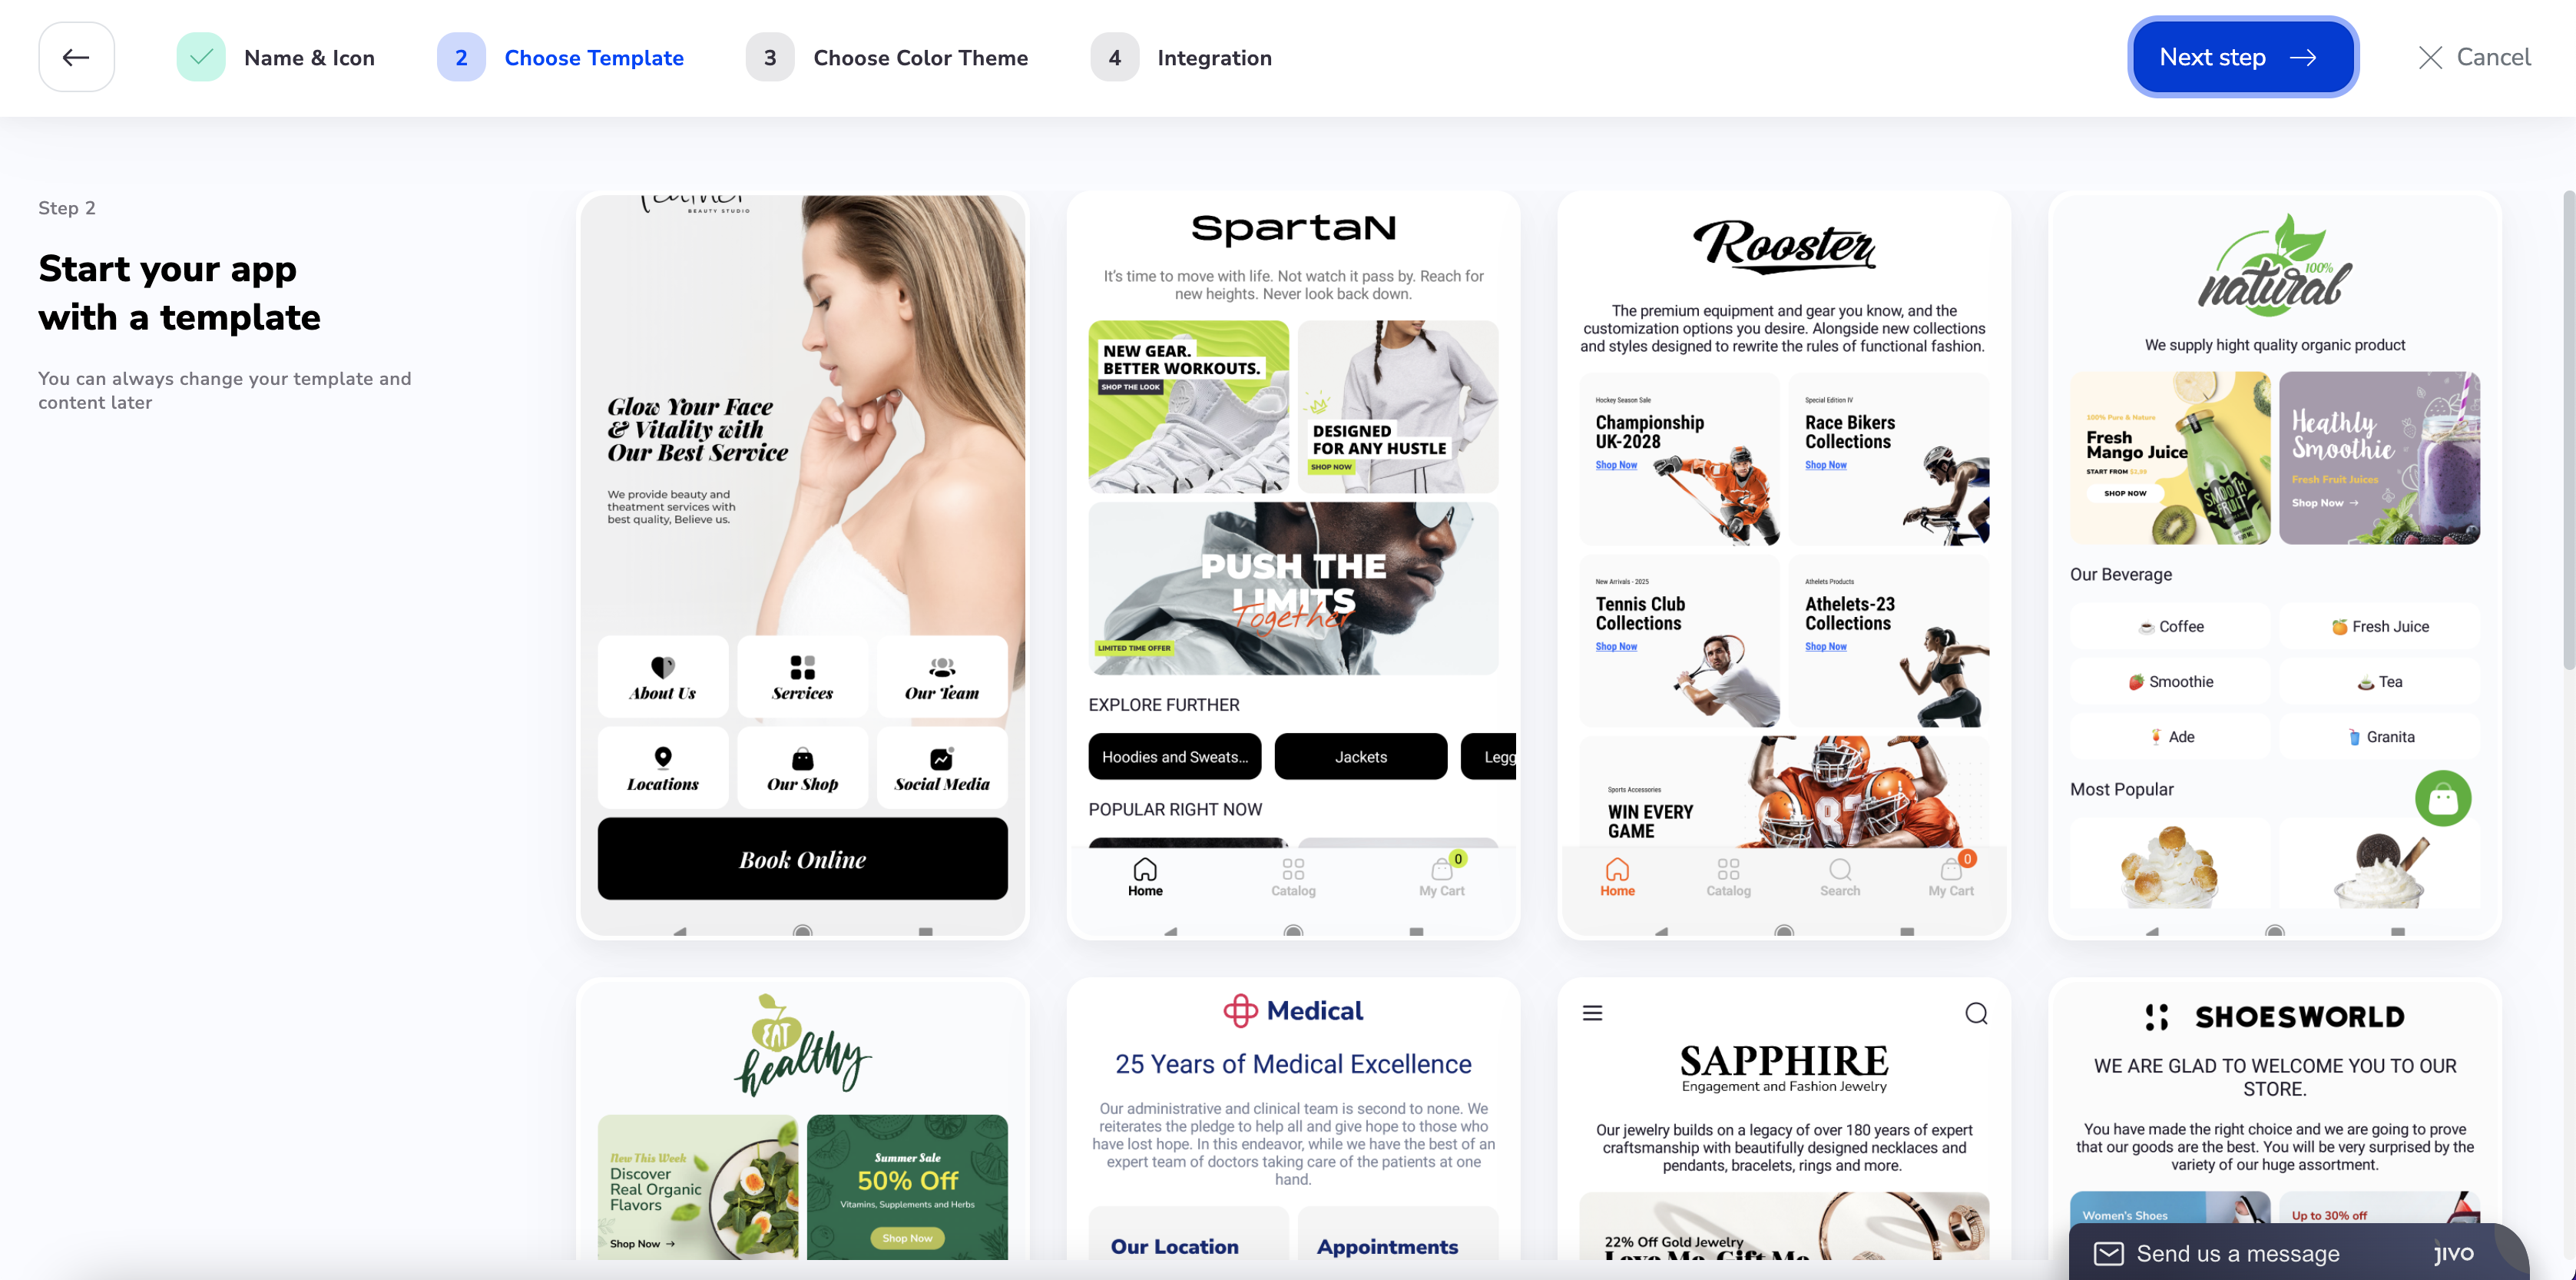 Name & Icon
2 Choose Template
3 Choose Color Theme
4 Integration
Next step
Cancel
Step 2
Start your app
with a template
You can always change your template and
content later
BEAUTY STUDIO
Glow Your Face
& Vitality with
Our Best Service
We provide beauty and
theatment services with
best quality, Believe us.
About Us
Services
Our Team
Locations
Our Shop
Social Media
Book Online
SpartaN
It's time to move with life. Not watch it pass by. Reach for
new heights. Never look back down.
NEW GEAR.
BETTER WORKOUTS.
SHOP THE LOOK
DESIGNED
FOR ANY HUSTLE
SHOP NOW
PUSH THE
LIMITS
Together
LIMITED TIME OFFER
EXPLORE FURTHER
Hoodies and Sweats...
Jackets
Legg
POPULAR RIGHT NOW
Home
Catalog
0
My Cart
Rooster
The premium equipment and gear you know, and the
customization options you desire. Alongside new collections
and styles designed to rewrite the rules of functional fashion.
Hockey Season Sale
Championship
UK-2028
Shop Now
Special Edition IV
Race Bikers
Collections
Shop Now
New Arrivals - 2025
Tennis Club
Collections
Shop Now
Athelets Products
Athelets-23
Collections
Shop Now
Sports Accessories
WIN EVERY
GAME
87
Home
Catalog
Search
0
My Cart
100%
natural
We supply hight quality organic product
100% Pure & Nature
Fresh
Mango Juice
START FROM $2,99
SHOP NOW
SMOOTH
FRUIT
Heathly
Smoothie
Fresh Fruit Juices
Shop Now →
Our Beverage
Coffee
Fresh Juice
Smoothie
Tea
Ade
Granita
Most Popular
EAT
healthy
New This Week
Discover
Real Organic
Flavors
Shop Now →
Summer Sale
50% Off
Vitamins, Supplements and Herbs
Shop Now
Medical
25 Years of Medical Excellence
Our administrative and clinical team is second to none. We
reiterates the pledge to help all and give hope to those who
have lost hope. In this endeavor, while we have the best of an
expert team of doctors taking care of the patients at one
hand.
Our Location
Appointments
SAPPHIRE
Engagement and Fashion Jewelry
Our jewelry builds on a legacy of over 180 years of expert
craftsmanship with beautifully designed necklaces and
pendants, bracelets, rings and more.
22% Off Gold Jewelry
Love Me, Gift Me
SHOESWORLD
WE ARE GLAD TO WELCOME YOU TO OUR
STORE.
You have made the right choice and we are going to prove
that our goods are the best. You will be very surprised by the
variety of our huge assortment.
Women's Shoes
Up to 30% off
Send us a message
jivo